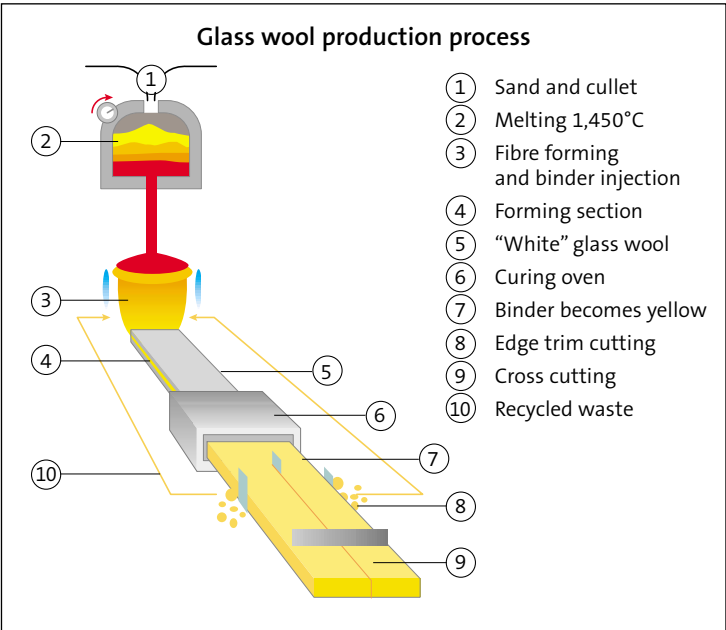 Glass wool production process
1 Sand and cullet
2 Melting 1,450°C
3 Fibre forming
and binder injection
4 Forming section
5 “White” glass wool
6 Curing oven
7 Binder becomes yellow
8 Edge trim cutting
9 Cross cutting
10 Recycled waste
1
2
3
4
5
6
7
10
8
9